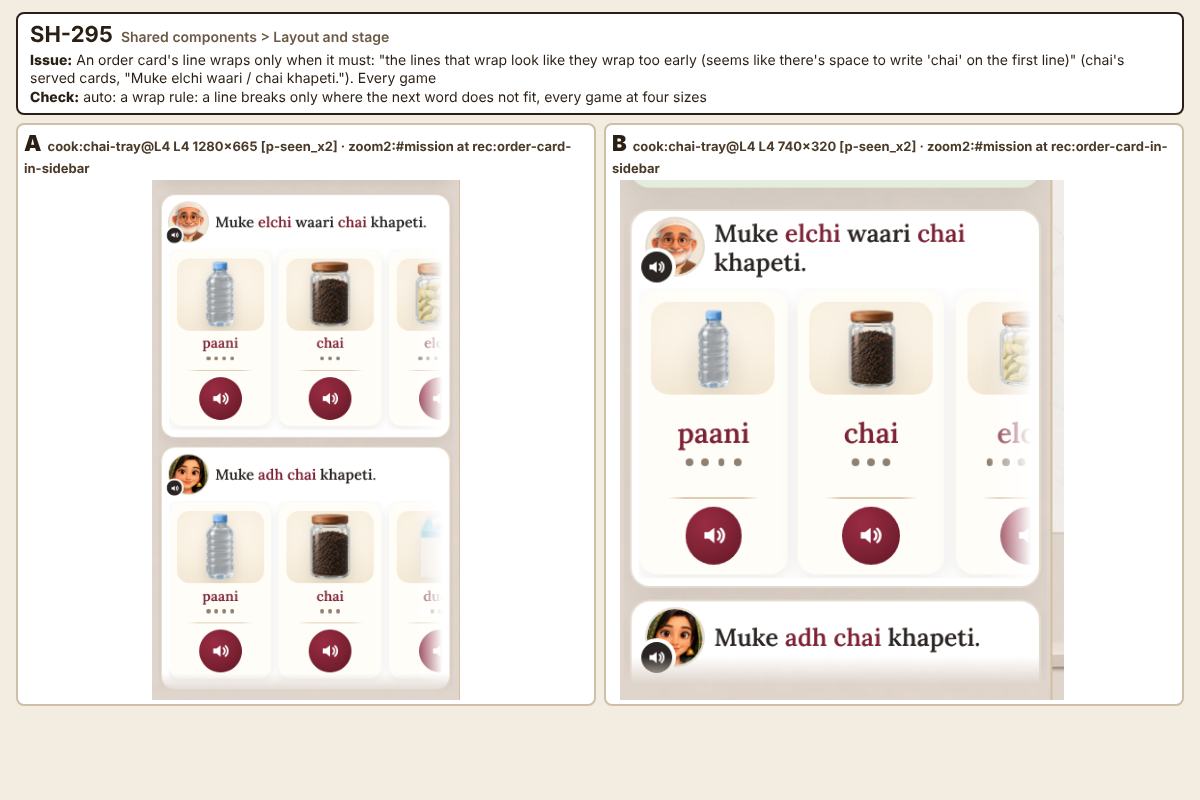 SH-295 Shared components > Layout and stage
Issue: An order card's line wraps only when it must: "the lines that wrap look like they wrap too early (seems like there's space to write 'chai' on the first line)" (chai's
served cards, "Muke elchi waari / chai khapeti."). Every game
Check: auto: a wrap rule: a line breaks only where the next word does not fit, every game at four sizes
A cook:chai-tray@L4 L4 1280×665 [p-seen_x2] · zoom2:#mission at rec:order-card-
in-sidebar
Muke elchi waari chai khapeti.
paani chai
Muke adh chai khapeti.
paani chai
B cook:chai-tray@L4 L4 740×320 [p-seen_x2] · zoom2:#mission at rec:order-card-in-
sidebar
Muke elchi waari chai
khapeti.
paani chai
Muke adh chai khapeti.